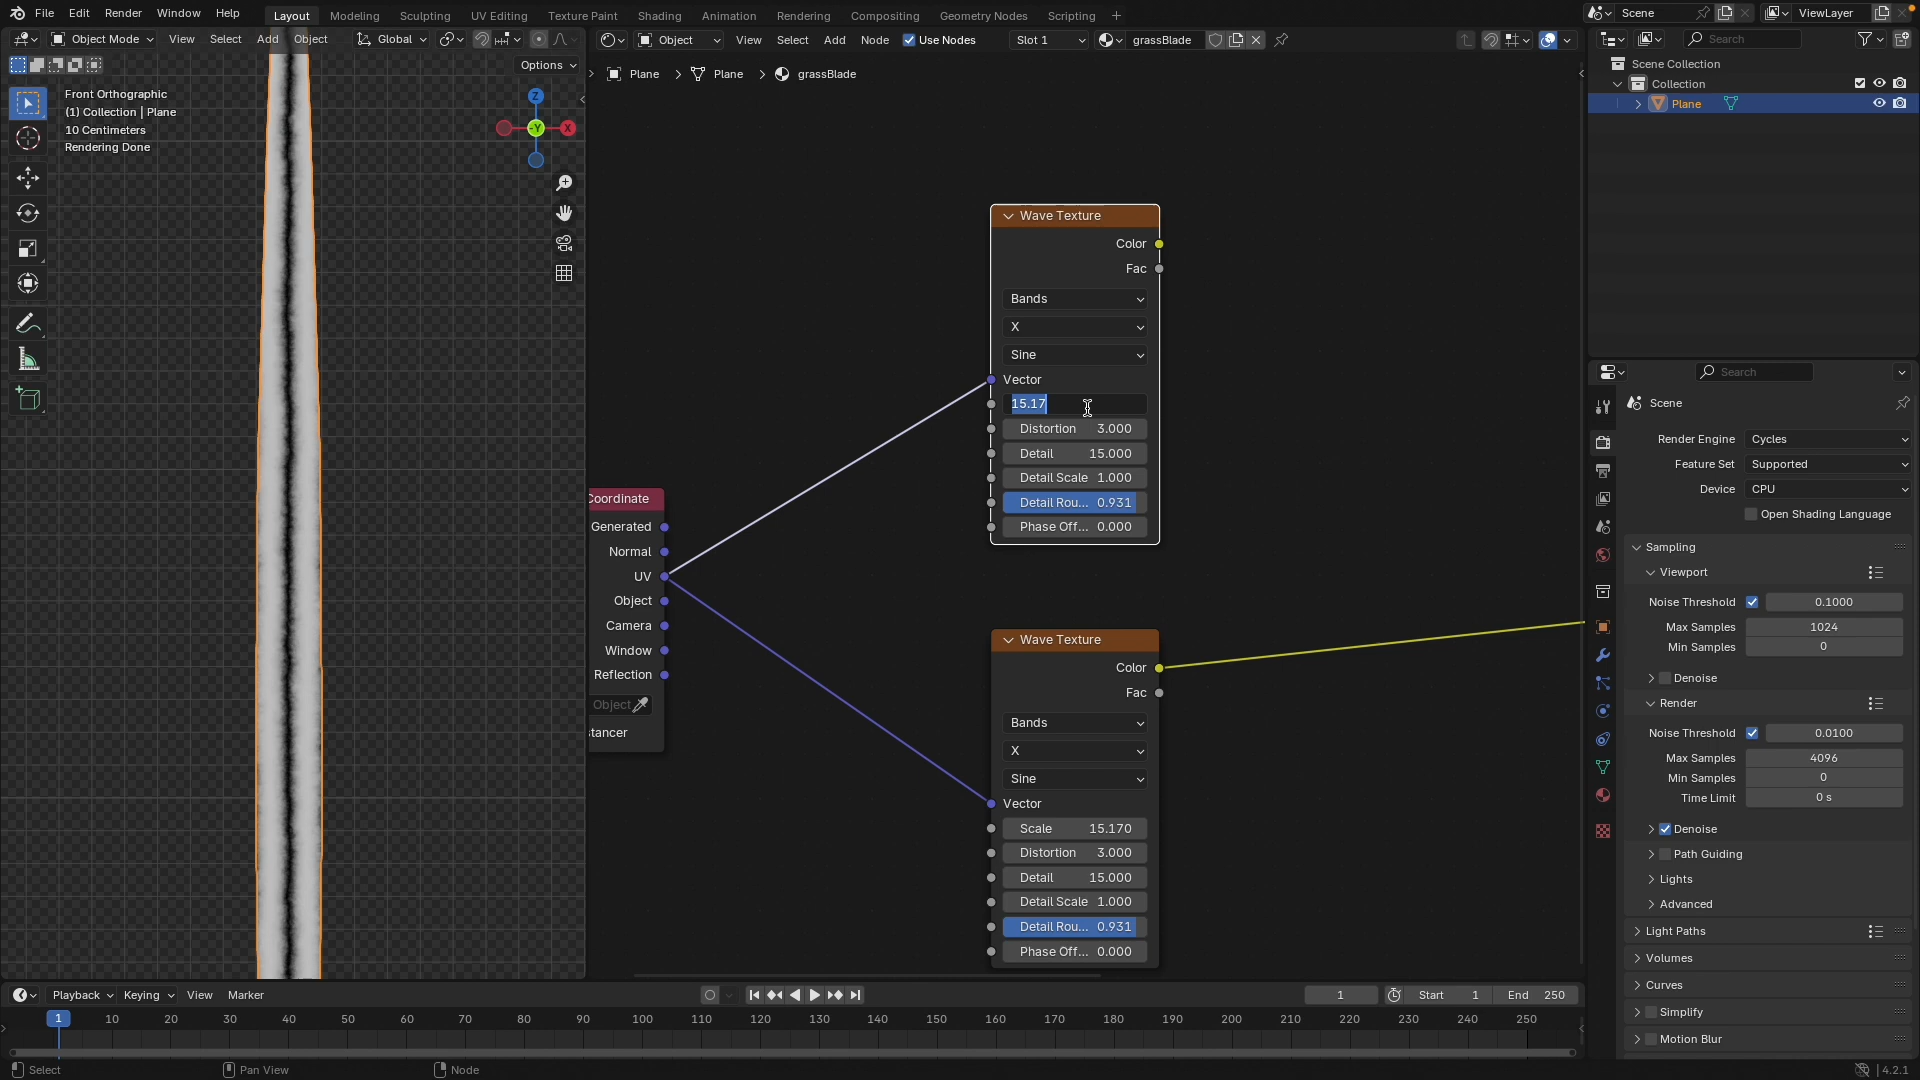 File Edit Render Window Help Layout Modeling Sculpting UV Editing Texture Paint Shading Animation Rendering Compositing Geometry Nodes Scripting + Scene ViewLayer
Object Mode View Select Add Object Global
Object View Select Add Node Use Nodes Slot 1 grassBlade
Search
Options
Plane > Plane > grassBlade
Scene Collection
Collection
Plane
Front Orthographic
(1) Collection | Plane
10 Centimeters
Rendering Done
Z
-Y
X
Wave Texture
Color
Fac
Bands
X
Sine
Vector
15.17
Distortion 3.000
Detail 15.000
Detail Scale 1.000
Detail Rou... 0.931
Phase Off... 0.000
Coordinate
Generated
Normal
UV
Object
Camera
Window
Reflection
Object
stancer
Wave Texture
Color
Fac
Bands
X
Sine
Vector
Scale 15.170
Distortion 3.000
Detail 15.000
Detail Scale 1.000
Detail Rou... 0.931
Phase Off... 0.000
Search
Scene
Render Engine Cycles
Feature Set Supported
Device CPU
Open Shading Language
Sampling
Viewport
Noise Threshold 0.1000
Max Samples 1024
Min Samples 0
Denoise
Render
Noise Threshold 0.0100
Max Samples 4096
Min Samples 0
Time Limit 0 s
Denoise
Path Guiding
Lights
Advanced
Light Paths
Volumes
Curves
Simplify
Motion Blur
Playback Keying View Marker 1 Start 1 End 250
1 10 20 30 40 50 60 70 80 90 100 110 120 130 140 150 160 170 180 190 200 210 220 230 240 250
Select Pan View Node 4.2.1